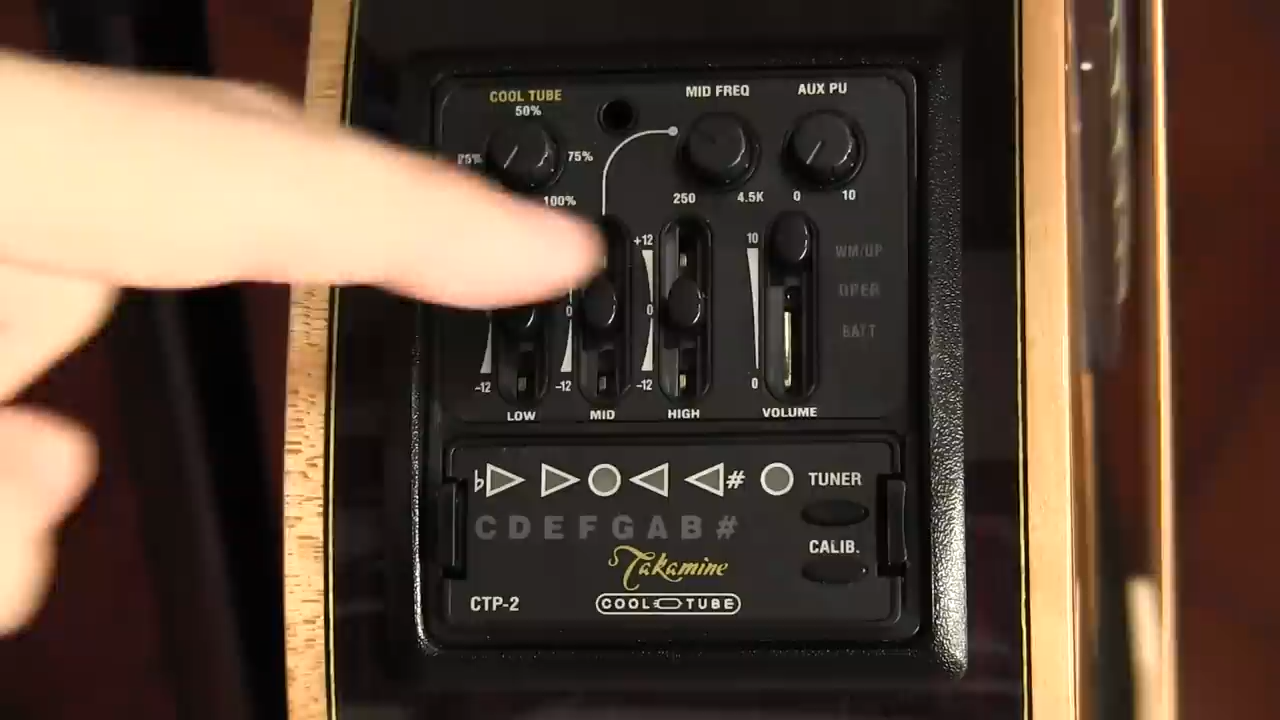 COOL TUBE
50%
25%
75%
100%
MID FREQ
250
4.5K
AUX PU
0
10
+12
0
0
-12
-12
-12
10
0
LOW
MID
HIGH
VOLUME
WM/UP
OPER
BATT
♭ # TUNER
C D E F G A B #
CALIB.
Takamine
CTP-2
COOL TUBE